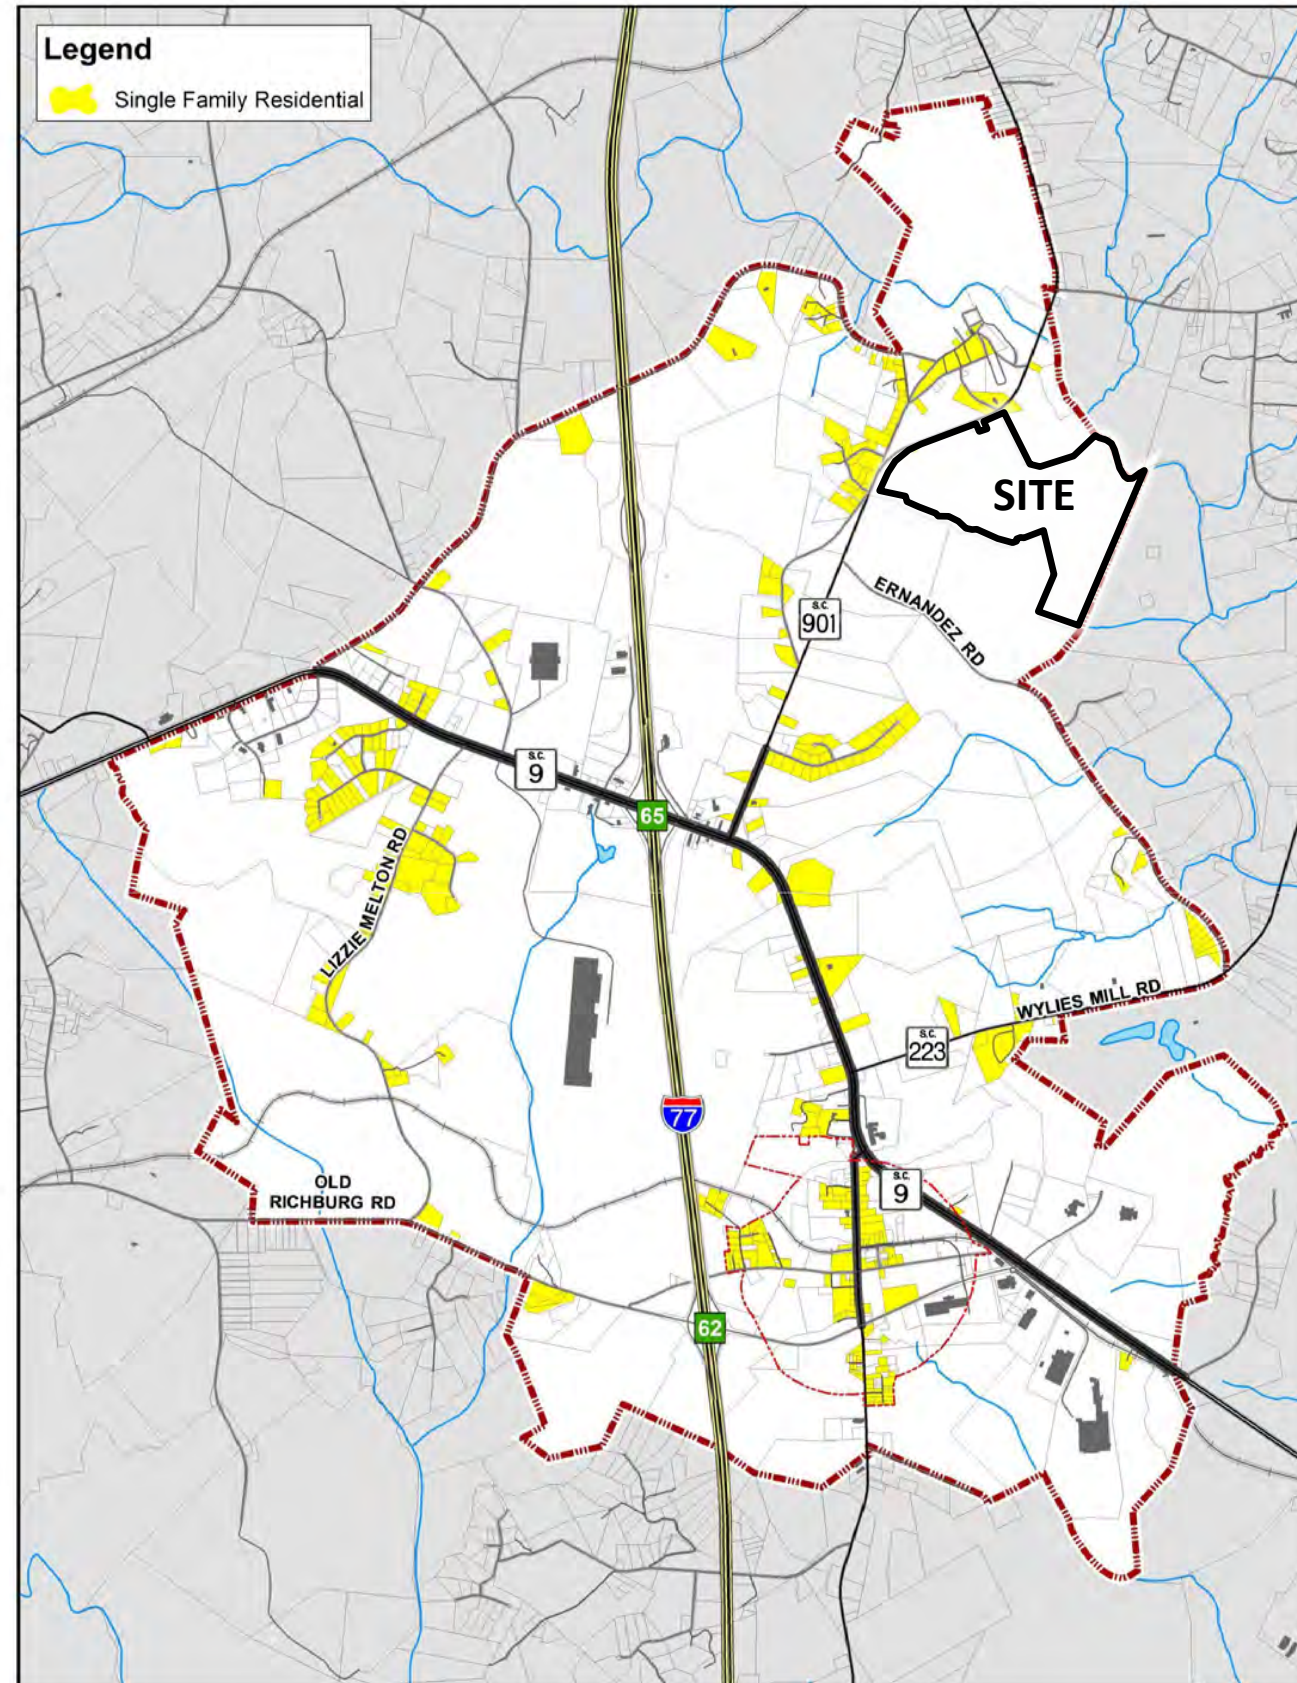 Legend
Single Family Residential
SITE
ERNANDEZ RD
S.C.
901
S.C.
9
65
LIZZIE MELTON RD
WYLIES MILL RD
S.C.
223
77
OLD
RICHBURG RD
S.C.
9
62